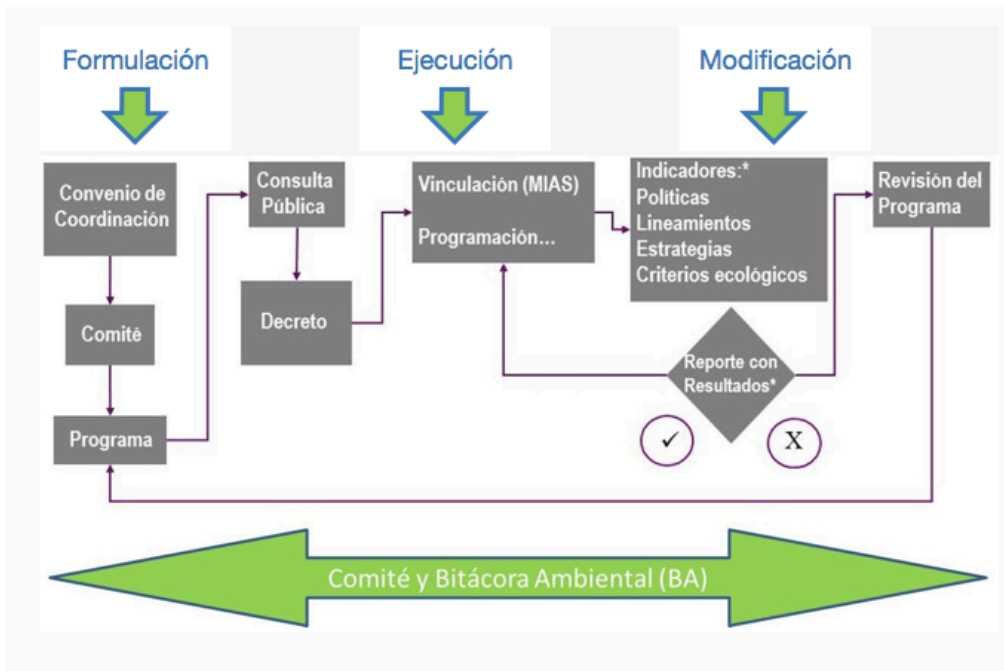 Formulación
Ejecución
Modificación
Convenio de
Coordinación
Comité
Programa
Consulta
Pública
Decreto
Vinculación (MIAS)
Programación...
Indicadores:*
Políticas
Lineamientos
Estrategias
Criterios ecológicos
Reporte con
Resultados*
✓
X
Revisión del
Programa
Comité y Bitácora Ambiental (BA)